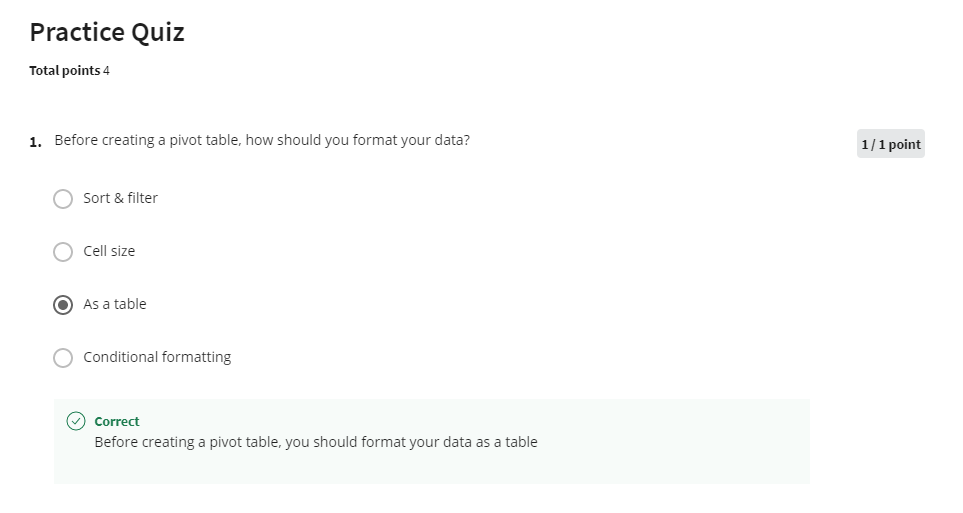 Practice Quiz
Total points 4
1. Before creating a pivot table, how should you format your data?
1 / 1 point
Sort & filter
Cell size
As a table
Conditional formatting
Correct
Before creating a pivot table, you should format your data as a table